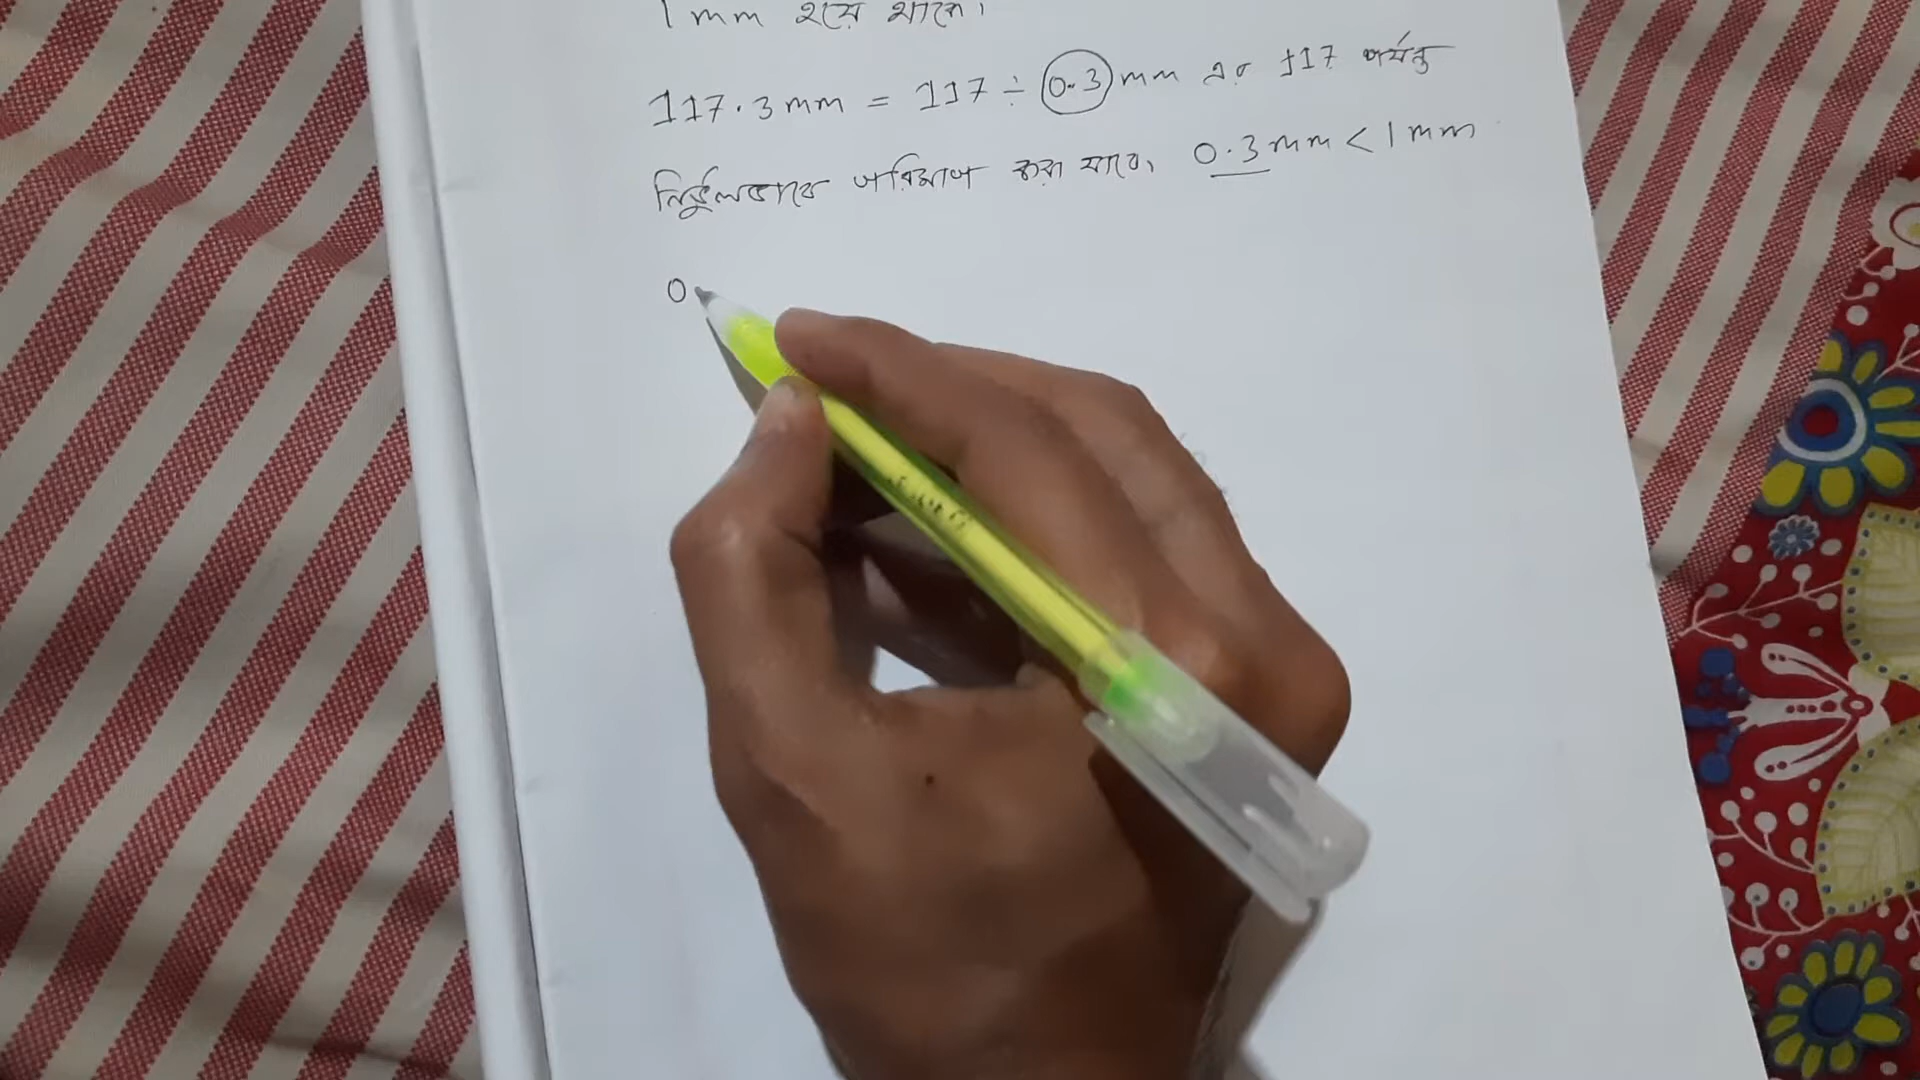 1 mm হয়ে থাকে।
117.3 mm = 117 ÷ 0.3 mm এর 117 পর্যন্ত
নির্ভুলভাবে পরিমাপ করা যাবে। 0.3 mm < 1 mm
0